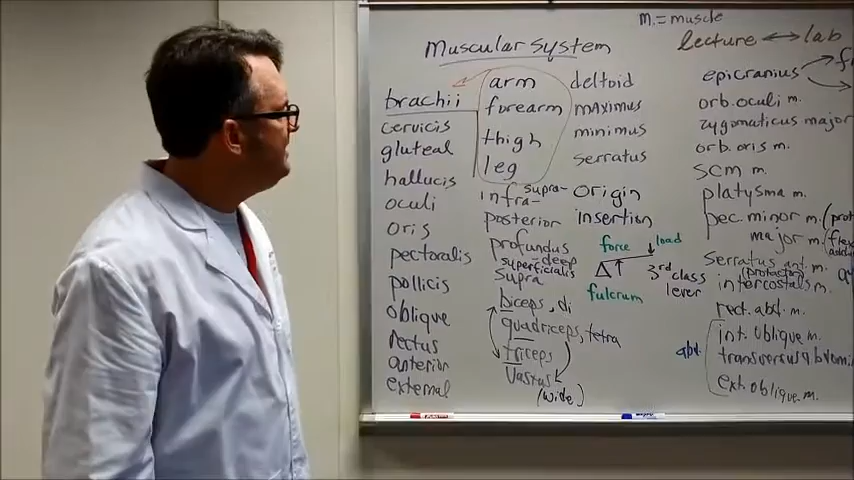 m.=muscle
Muscular System
lecture ↔ lab
brachii
cervicis
gluteal
hallucis
oculi
oris
pectoralis
pollicis
oblique
rectus
anterior
external
arm
forearm
thigh
leg
infra-
supra-
posterior
profundus
-deep
superficialis
supra
biceps, di
quadriceps, tetra
triceps
vastus
(wide)
deltoid
maximus
minimus
serratus
origin
insertion
force
load
fulcrum
3rd class
lever
epicranius
orb. oculi m.
zygomaticus major
orb. oris m.
SCM m.
platysma m.
pec. minor m.
major m.
serratus ant. m.
(protactor)
intercostals m.
rect. abd. m.
abd
int. oblique m.
transversus abdom
ext. oblique m.